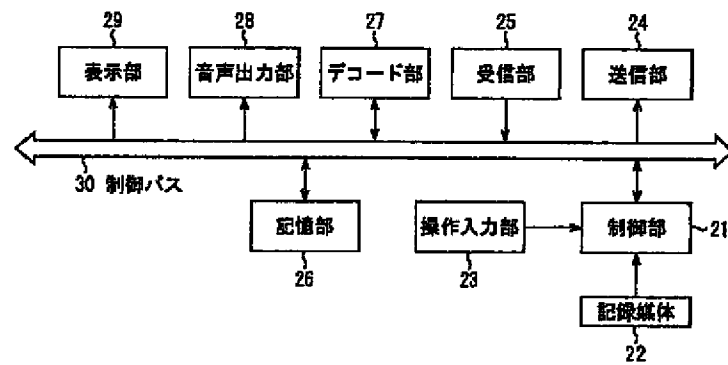 29 28 27 25 24
表示部 音声出力部 デコード部 受信部 送信部
30 制御バス
記憶部 操作入力部 制御部 21
26 23
記録媒体
22